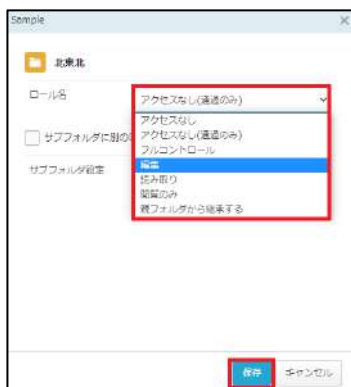 Sample
北東北
ロール名
アクセスなし(通過のみ)
アクセスなし
アクセスなし(通過のみ)
フルコントロール
サブフォルダに別の
編集
サブフォルダ設定
読み取り
閲覧のみ
親フォルダから継承する
保存
キャンセル